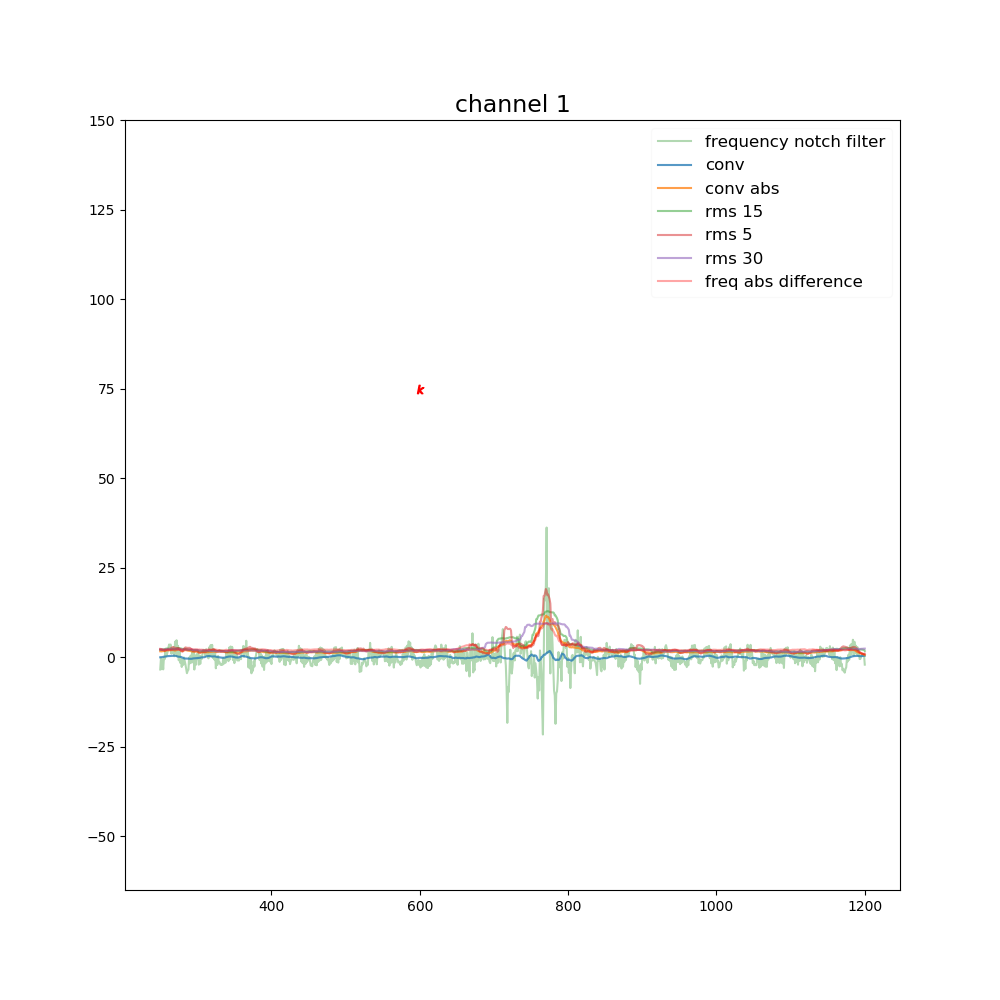 channel 1
150
125
100
75
50
25
0
−25
−50
frequency notch filter
conv
conv abs
rms 15
rms 5
rms 30
freq abs difference
k
400 600 800 1000 1200